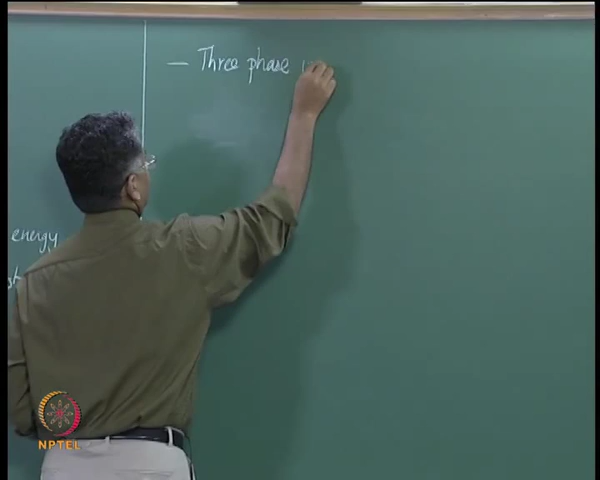 — Three phase
energy
NPTEL